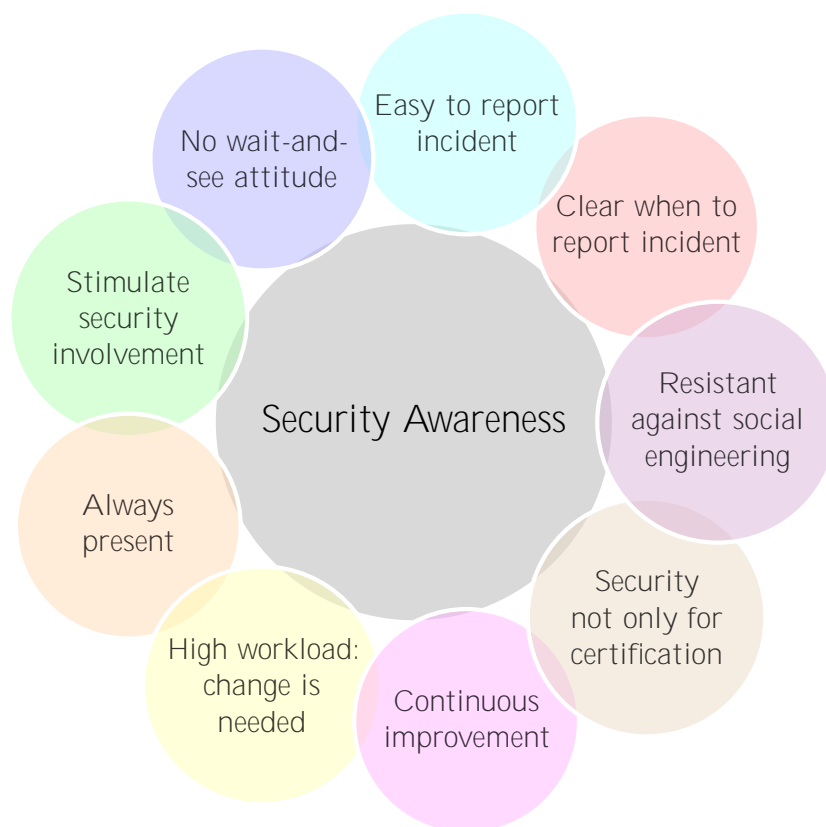 Easy to report
incident
No wait-and-
see attitude
Clear when to
report incident
Stimulate
security
involvement
Resistant
against social
engineering
Security Awareness
Always
present
Security
not only for
certification
High workload:
change is
needed
Continuous
improvement